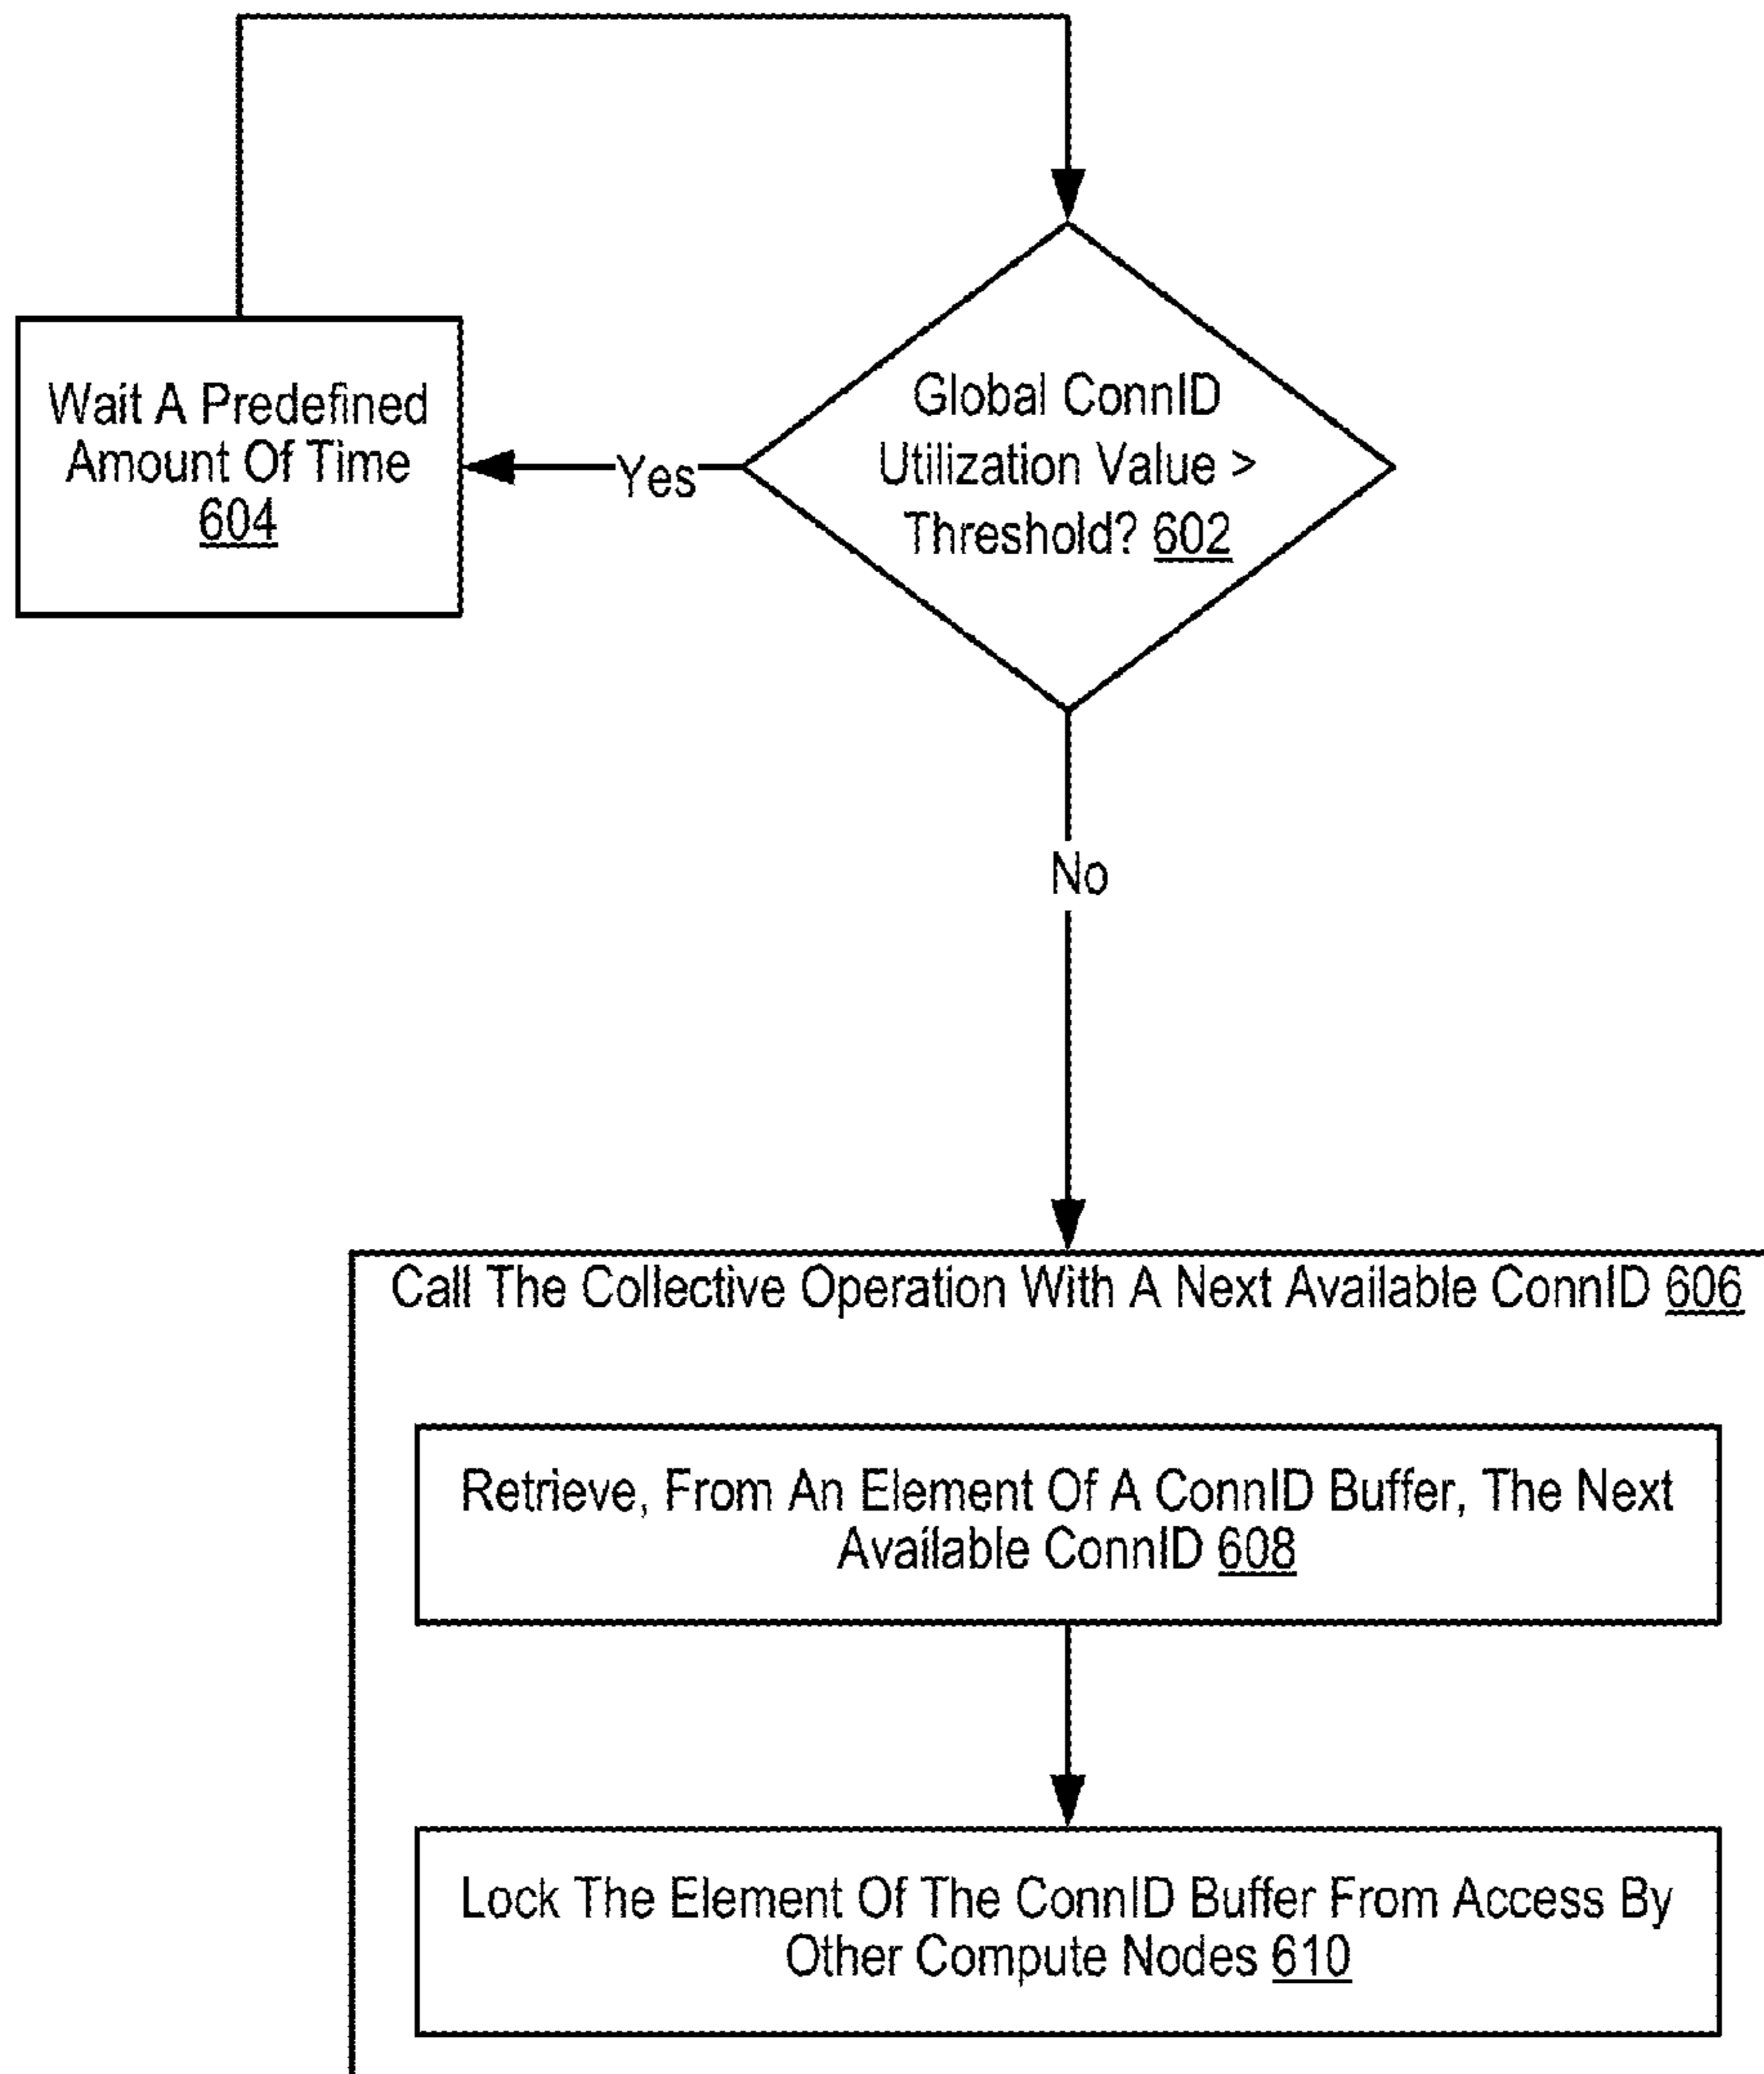 Global ConnID
Utilization Value >
Threshold? 602
Wait A Predefined
Amount Of Time
604
Yes
No
Call The Collective Operation With A Next Available ConnID 606
Retrieve, From An Element Of A ConnID Buffer, The Next
Available ConnID 608
Lock The Element Of The ConnID Buffer From Access By
Other Compute Nodes 610